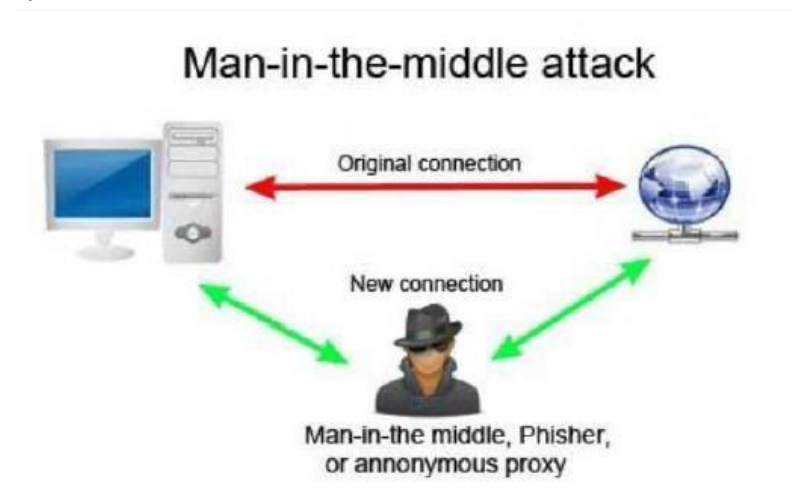 Man-in-the-middle attack
Original connection
New connection
Man-in-the middle, Phisher,
or annonymous proxy